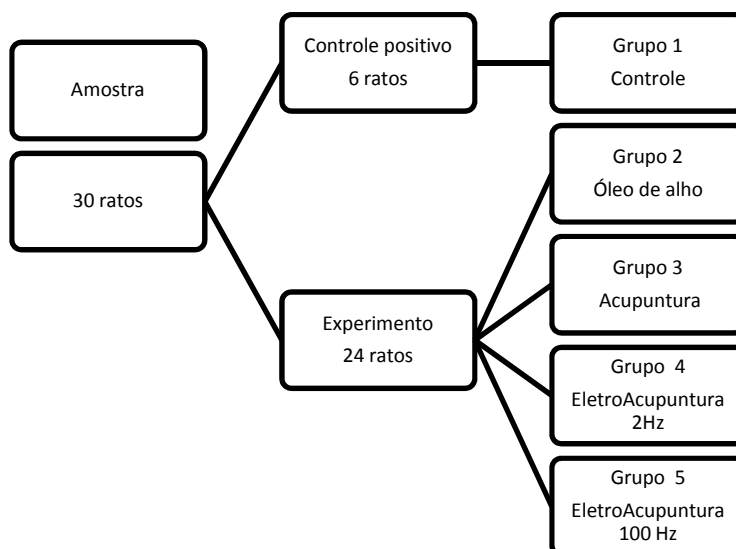 Amostra
30 ratos
Controle positivo
6 ratos
Experimento
24 ratos
Grupo 1
Controle
Grupo 2
Óleo de alho
Grupo 3
Acupuntura
Grupo 4
EletroAcupuntura
2Hz
Grupo 5
EletroAcupuntura
100 Hz